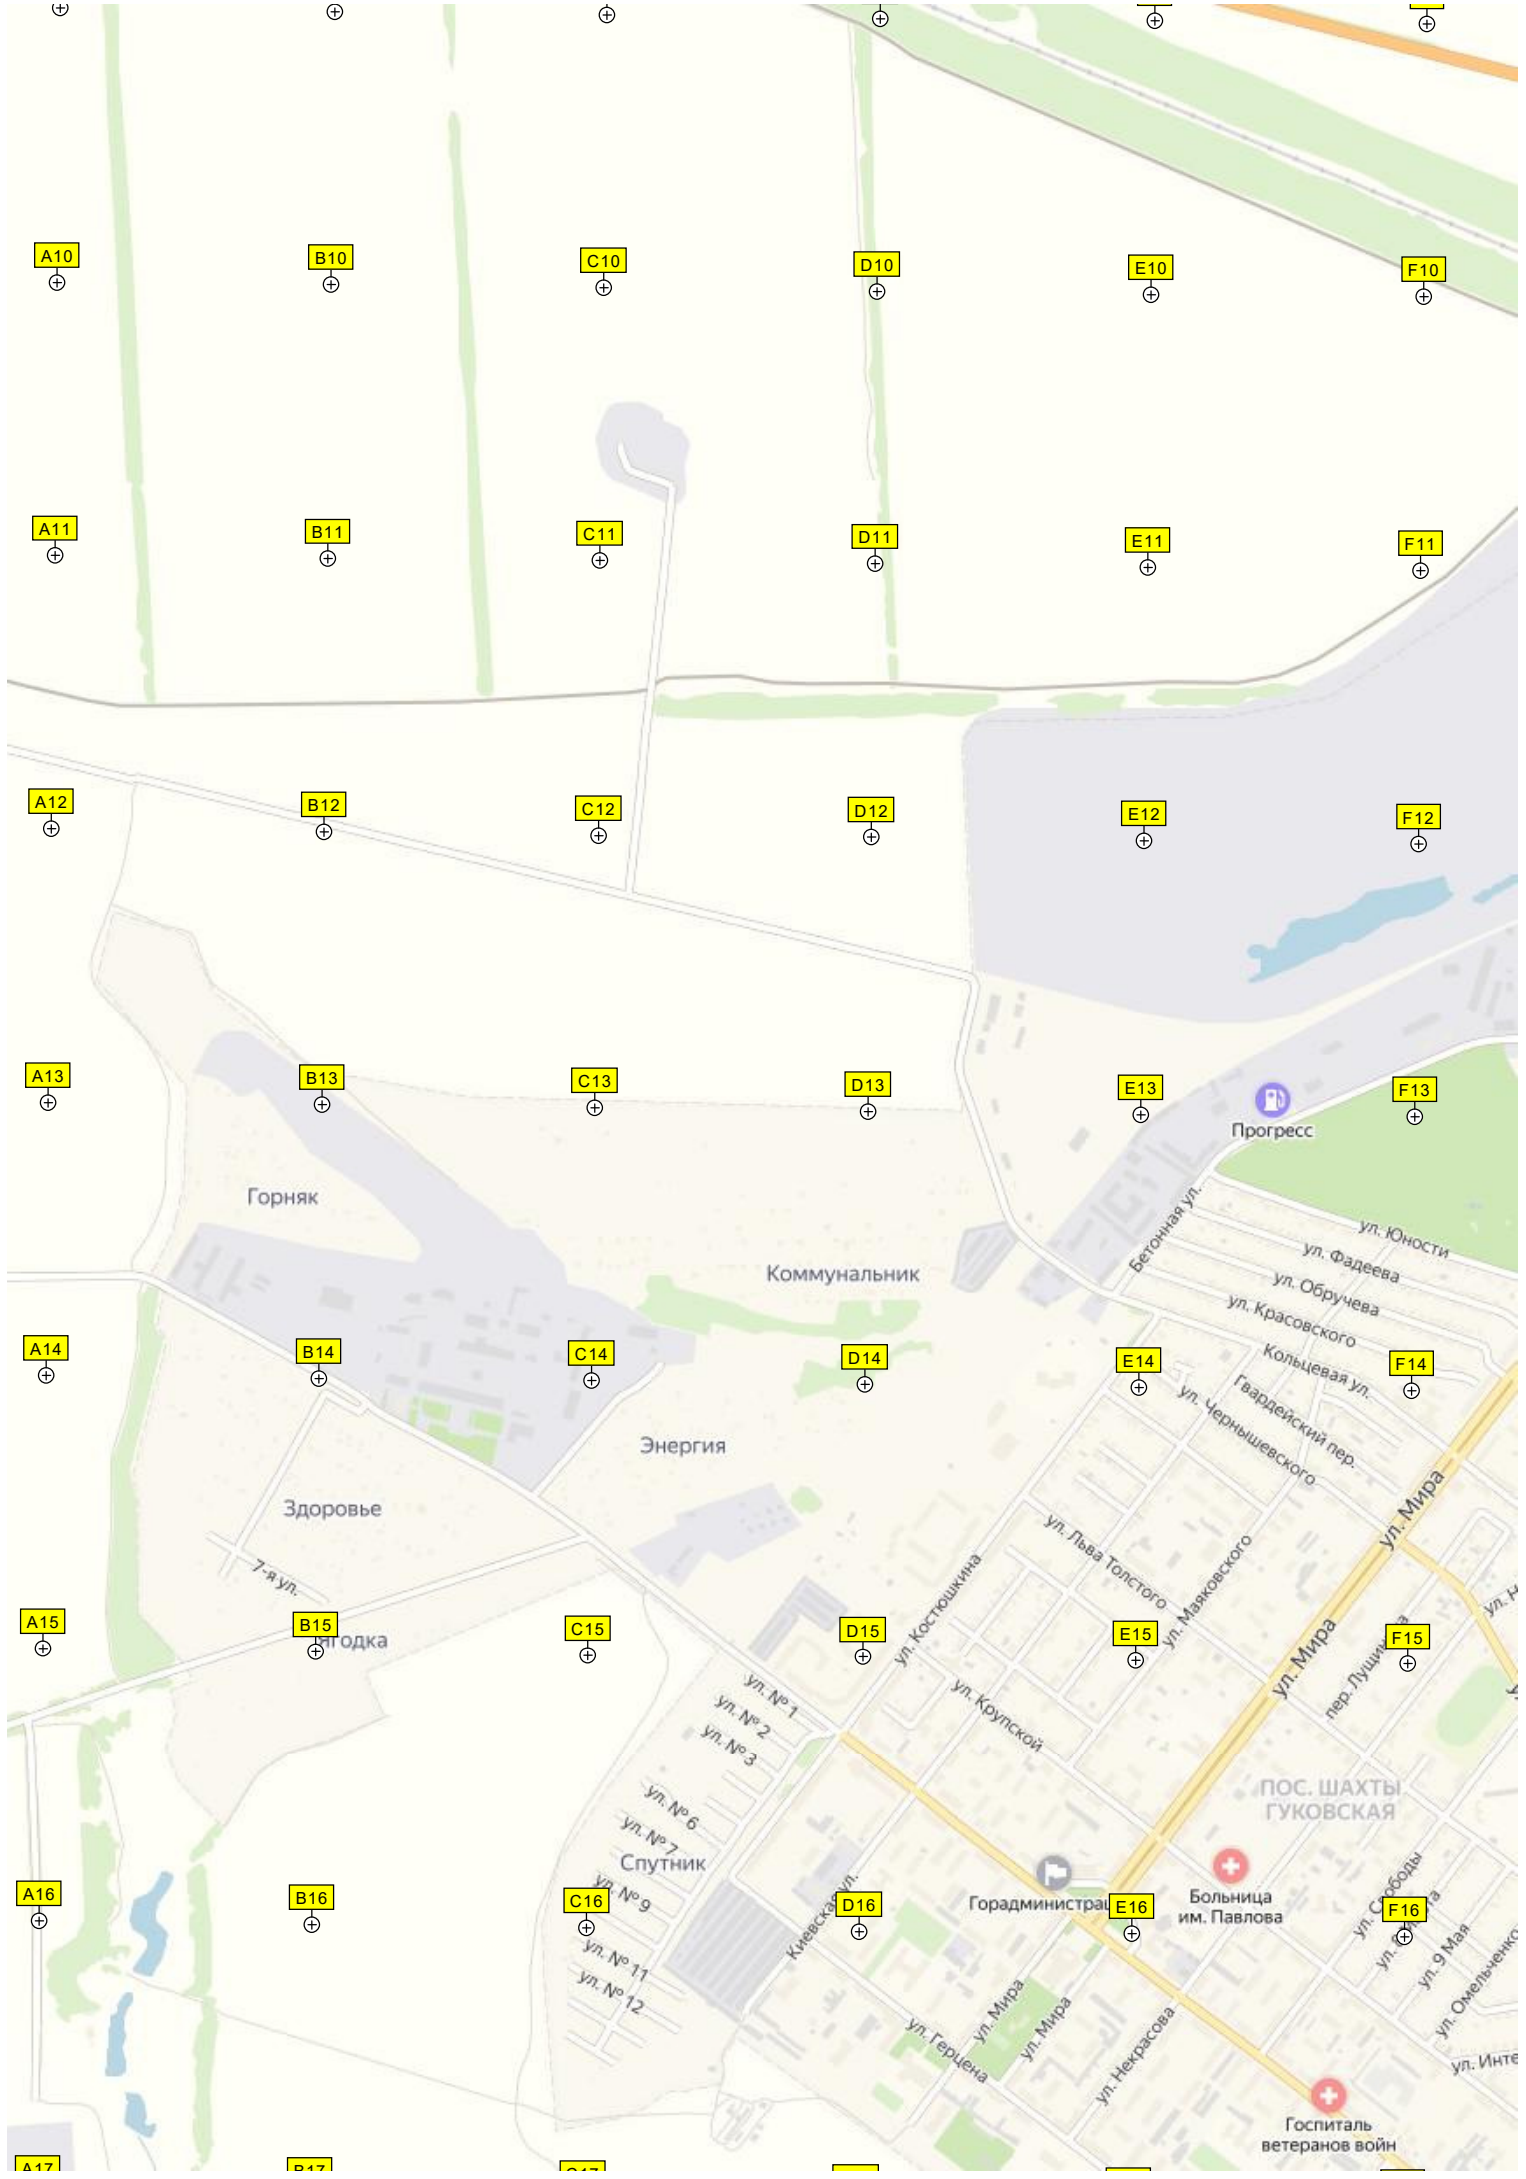 A10
B10
C10
D10
E10
F10
A11
B11
C11
D11
E11
F11
A12
B12
C12
D12
E12
F12
A13
B13
C13
D13
E13
F13
Прогресс
Горняк
Бетонная ул.
ул. Юности
ул. Фадеева
Коммунальник
ул. Обручева
ул. Красовского
A14
B14
C14
D14
E14
F14
Кольцевая ул.
Гвардейский пер.
ул. Чернышевского
Энергия
Здоровье
ул. Мира
ул. Льва Толстого
ул. Маяковского
7-я ул.
ул. Костюшкина
A15
B15
C15
D15
E15
F15
ул. Мира
ул. № 1
ул. № 2
ул. № 3
ул. Крупской
ПОС. ШАХТЫ
ГУКОВСКАЯ
ул. № 6
ул. № 7
Спутник
ул. № 9
A16
B16
C16
D16
E16
F16
Киевская ул.
Больница
им. Павлова
ул. Свободы
ул. 9 Мая
ул. Омельченко
ул. № 11
ул. № 12
ул. Мира
ул. Мира
ул. Герцена
ул. Некрасова
Госпиталь
ветеранов войн
A17
B17